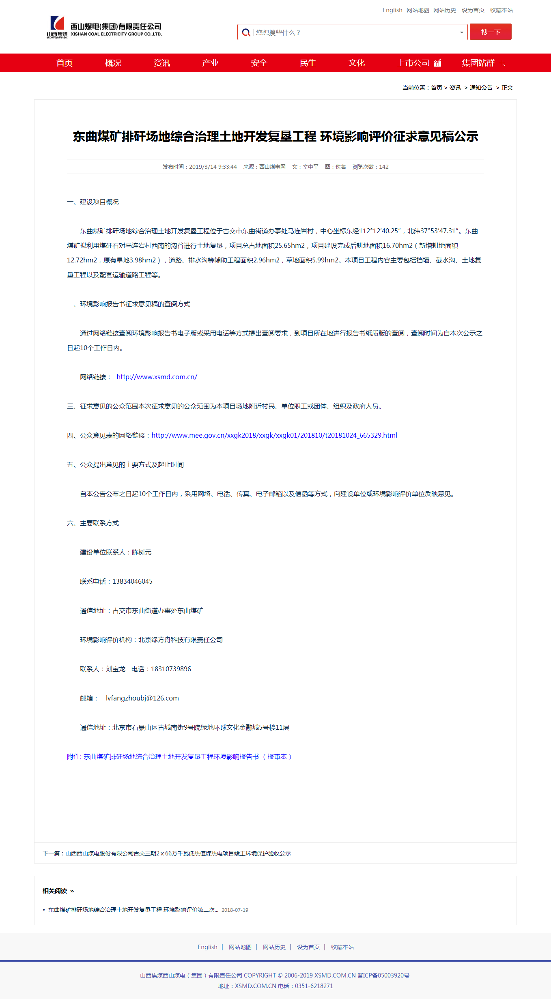 English 网站地图 网站历史 设为首页 收藏本站
山西焦煤
SHANXI COKING COAL
西山煤电(集团)有限责任公司
XISHAN COAL ELECTRICITY GROUP CO.,LTD.
您想搜些什么？
搜一下
首页 概况 资讯 产业 安全 民生 文化 上市公司 集团站群
当前位置：首页 > 资讯 > 通知公告 > 正文
东曲煤矿排矸场地综合治理土地开发复垦工程 环境影响评价征求意见稿公示
发布时间：2019/3/14 9:33:44 来源：西山煤电网 文：辛中平 图：佚名 浏览次数：142
一、建设项目概况
东曲煤矿排矸场地综合治理土地开发复垦工程位于古交市东曲街道办事处马连岩村，中心坐标东经112°12′40.25″，北纬37°53′47.31″。东曲
煤矿拟利用煤矸石对马连岩村西南的沟谷进行土地复垦，项目总占地面积25.65hm2，项目建设完成后耕地面积16.70hm2（新增耕地面积
12.72hm2，原有旱地3.98hm2），道路、排水沟等辅助工程面积2.96hm2，草地面积5.99hm2。本项目工程内容主要包括挡墙、截水沟、土地复
垦工程以及配套运输道路工程等。
二、环境影响报告书征求意见稿的查阅方式
通过网络链接查阅环境影响报告书电子版或采用电话等方式提出查阅要求，到项目所在地进行报告书纸质版的查阅，查阅时间为自本次公示之
日起10个工作日内。
网络链接： http://www.xsmd.com.cn/
三、征求意见的公众范围本次征求意见的公众范围为本项目场地附近村民、单位职工或团体、组织及政府人员。
四、公众意见表的网络链接：http://www.mee.gov.cn/xxgk2018/xxgk/xxgk01/201810/t20181024_665329.html
五、公众提出意见的主要方式及起止时间
自本公告公布之日起10个工作日内，采用网络、电话、传真、电子邮箱以及信函等方式，向建设单位或环境影响评价单位反映意见。
六、主要联系方式
建设单位联系人：陈树元
联系电话：13834046045
通信地址：古交市东曲街道办事处东曲煤矿
环境影响评价机构：北京绿方舟科技有限责任公司
联系人：刘宝龙 电话：18310739896
邮箱： lvfangzhoubj@126.com
通信地址：北京市石景山区古城南街9号院绿地环球文化金融城5号楼11层
附件: 东曲煤矿排矸场地综合治理土地开发复垦工程环境影响报告书 （报审本）
下一篇：山西西山煤电股份有限公司古交三期2ｘ66万千瓦低热值煤热电项目竣工环境保护验收公示
相关阅读 »
• 东曲煤矿排矸场地综合治理土地开发复垦工程 环境影响评价第二次... 2018-07-19
English | 网站地图 | 网站历史 | 设为首页 | 收藏本站
山西焦煤西山煤电（集团）有限责任公司 COPYRIGHT © 2006-2019 XSMD.COM.CN 晋ICP备05003920号
地址：XSMD.COM.CN 电话：0351-6218271